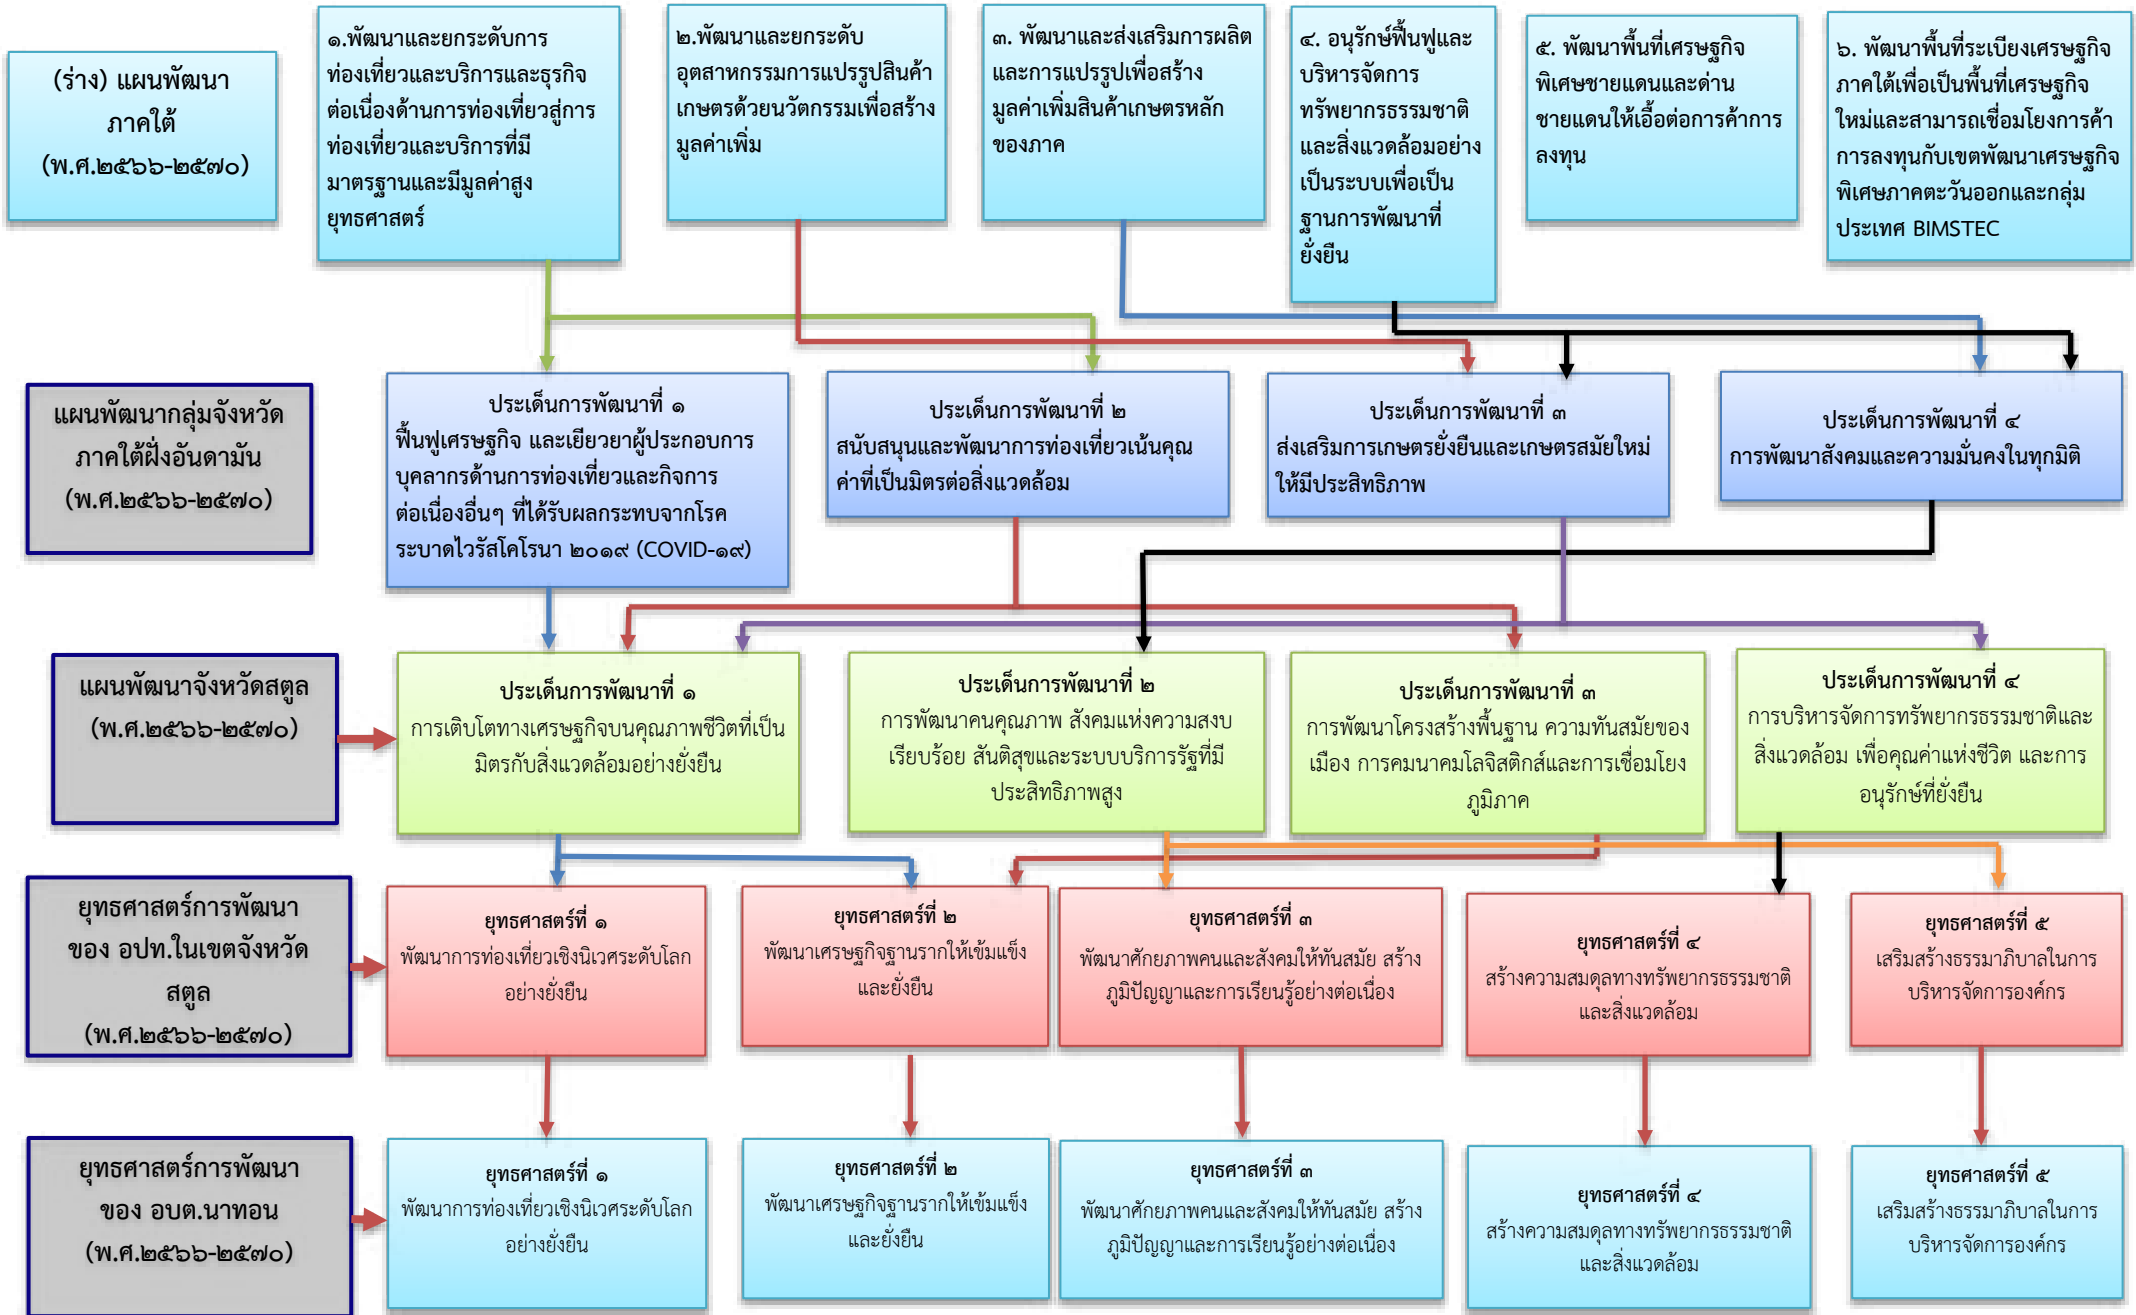 (ร่าง) แผนพัฒนา
ภาคใต้
(พ.ศ.๒๕๖๖-๒๕๗๐)
๑.พัฒนาและยกระดับการ
ท่องเที่ยวและบริการและธุรกิจ
ต่อเนื่องด้านการท่องเที่ยวสู่การ
ท่องเที่ยวและบริการที่มี
มาตรฐานและมีมูลค่าสูง
ยุทธศาสตร์
๒.พัฒนาและยกระดับ
อุตสาหกรรมการแปรรูปสินค้า
เกษตรด้วยนวัตกรรมเพื่อสร้าง
มูลค่าเพิ่ม
๓. พัฒนาและส่งเสริมการผลิต
และการแปรรูปเพื่อสร้าง
มูลค่าเพิ่มสินค้าเกษตรหลัก
ของภาค
๔. อนุรักษ์ฟื้นฟูและ
บริหารจัดการ
ทรัพยากรธรรมชาติ
และสิ่งแวดล้อมอย่าง
เป็นระบบเพื่อเป็น
ฐานการพัฒนาที่
ยั่งยืน
๕. พัฒนาพื้นที่เศรษฐกิจ
พิเศษชายแดนและด่าน
ชายแดนให้เอื้อต่อการค้าการ
ลงทุน
๖. พัฒนาพื้นที่ระเบียงเศรษฐกิจ
ภาคใต้เพื่อเป็นพื้นที่เศรษฐกิจ
ใหม่และสามารถเชื่อมโยงการค้า
การลงทุนกับเขตพัฒนาเศรษฐกิจ
พิเศษภาคตะวันออกและกลุ่ม
ประเทศ BIMSTEC
แผนพัฒนากลุ่มจังหวัด
ภาคใต้ฝั่งอันดามัน
(พ.ศ.๒๕๖๖-๒๕๗๐)
ประเด็นการพัฒนาที่ ๑
ฟื้นฟูเศรษฐกิจ และเยียวยาผู้ประกอบการ
บุคลากรด้านการท่องเที่ยวและกิจการ
ต่อเนื่องอื่นๆ ที่ได้รับผลกระทบจากโรค
ระบาดไวรัสโคโรนา ๒๐๑๙ (COVID-๑๙)
ประเด็นการพัฒนาที่ ๒
สนับสนุนและพัฒนาการท่องเที่ยวเน้นคุณ
ค่าที่เป็นมิตรต่อสิ่งแวดล้อม
ประเด็นการพัฒนาที่ ๓
ส่งเสริมการเกษตรยั่งยืนและเกษตรสมัยใหม่
ให้มีประสิทธิภาพ
ประเด็นการพัฒนาที่ ๔
การพัฒนาสังคมและความมั่นคงในทุกมิติ
แผนพัฒนาจังหวัดสตูล
(พ.ศ.๒๕๖๖-๒๕๗๐)
ประเด็นการพัฒนาที่ ๑
การเติบโตทางเศรษฐกิจบนคุณภาพชีวิตที่เป็น
มิตรกับสิ่งแวดล้อมอย่างยั่งยืน
ประเด็นการพัฒนาที่ ๒
การพัฒนาคนคุณภาพ สังคมแห่งความสงบ
เรียบร้อย สันติสุขและระบบบริการรัฐที่มี
ประสิทธิภาพสูง
ประเด็นการพัฒนาที่ ๓
การพัฒนาโครงสร้างพื้นฐาน ความทันสมัยของ
เมือง การคมนาคมโลจิสติกส์และการเชื่อมโยง
ภูมิภาค
ประเด็นการพัฒนาที่ ๔
การบริหารจัดการทรัพยากรธรรมชาติและ
สิ่งแวดล้อม เพื่อคุณค่าแห่งชีวิต และการ
อนุรักษ์ที่ยั่งยืน
ยุทธศาสตร์การพัฒนา
ของ อปท.ในเขตจังหวัด
สตูล
(พ.ศ.๒๕๖๖-๒๕๗๐)
ยุทธศาสตร์ที่ ๑
พัฒนาการท่องเที่ยวเชิงนิเวศระดับโลก
อย่างยั่งยืน
ยุทธศาสตร์ที่ ๒
พัฒนาเศรษฐกิจฐานรากให้เข้มแข็ง
และยั่งยืน
ยุทธศาสตร์ที่ ๓
พัฒนาศักยภาพคนและสังคมให้ทันสมัย สร้าง
ภูมิปัญญาและการเรียนรู้อย่างต่อเนื่อง
ยุทธศาสตร์ที่ ๔
สร้างความสมดุลทางทรัพยากรธรรมชาติ
และสิ่งแวดล้อม
ยุทธศาสตร์ที่ ๕
เสริมสร้างธรรมาภิบาลในการ
บริหารจัดการองค์กร
ยุทธศาสตร์การพัฒนา
ของ อบต.นาทอน
(พ.ศ.๒๕๖๖-๒๕๗๐)
ยุทธศาสตร์ที่ ๑
พัฒนาการท่องเที่ยวเชิงนิเวศระดับโลก
อย่างยั่งยืน
ยุทธศาสตร์ที่ ๒
พัฒนาเศรษฐกิจฐานรากให้เข้มแข็ง
และยั่งยืน
ยุทธศาสตร์ที่ ๓
พัฒนาศักยภาพคนและสังคมให้ทันสมัย สร้าง
ภูมิปัญญาและการเรียนรู้อย่างต่อเนื่อง
ยุทธศาสตร์ที่ ๔
สร้างความสมดุลทางทรัพยากรธรรมชาติ
และสิ่งแวดล้อม
ยุทธศาสตร์ที่ ๕
เสริมสร้างธรรมาภิบาลในการ
บริหารจัดการองค์กร